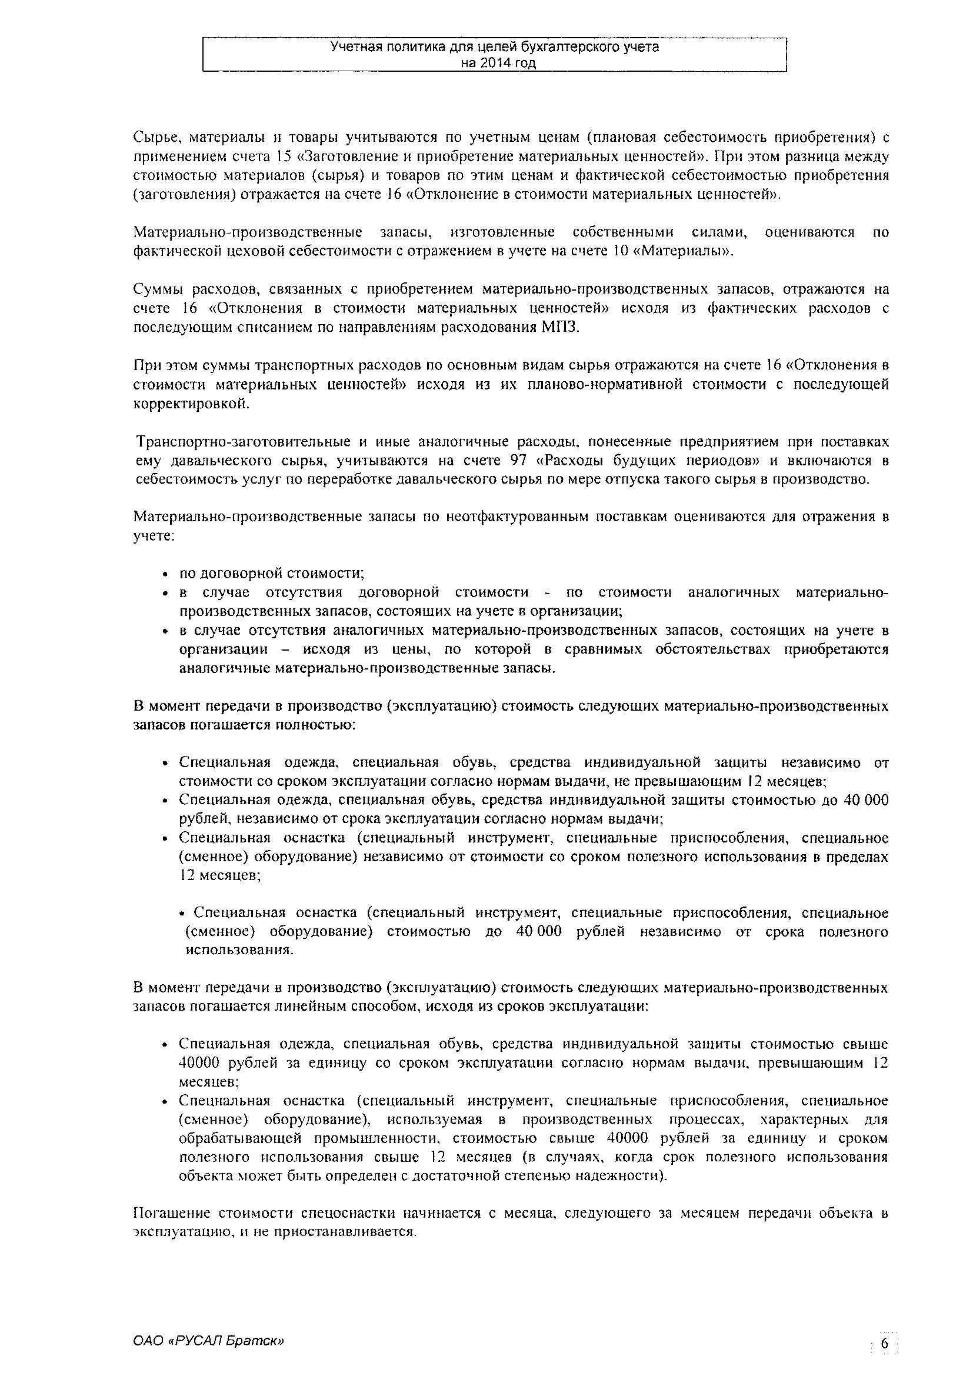 Учетная политика для целей бухгалтерского учета
на 2014 год
Сырье, материалы и товары учитываются по учетным ценам (плановая себестоимость приобретения) с
применением счета 15 «Заготовление и приобретение материальных ценностей». При этом разница между
стоимостью материалов (сырья) и товаров по этим ценам и фактической себестоимостью приобретения
(заготовления) отражается на счете 16 «Отклонение в стоимости материальных ценностей».
Материально-производственные запасы, изготовленные собственными силами, оцениваются по
фактической цеховой себестоимости с отражением в учете на счете 10 «Материалы».
Суммы расходов, связанных с приобретением материально-производственных запасов, отражаются на
счете 16 «Отклонения в стоимости материальных ценностей» исходя из фактических расходов с
последующим списанием по направлениям расходования МПЗ.
При этом суммы транспортных расходов по основным видам сырья отражаются на счете 16 «Отклонения в
стоимости материальных ценностей» исходя из их планово-нормативной стоимости с последующей
корректировкой.
Транспортно-заготовительные и иные аналогичные расходы, понесенные предприятием при поставках
ему давальческого сырья, учитываются на счете 97 «Расходы будущих периодов» и включаются в
себестоимость услуг по переработке давальческого сырья по мере отпуска такого сырья в производство.
Материально-производственные запасы по неотфактурованным поставкам оцениваются для отражения в
учете:
• по договорной стоимости;
• в случае отсутствия договорной стоимости - по стоимости аналогичных материально-
производственных запасов, состоящих на учете в организации;
• в случае отсутствия аналогичных материально-производственных запасов, состоящих на учете в
организации – исходя из цены, по которой в сравнимых обстоятельствах приобретаются
аналогичные материально-производственные запасы.
В момент передачи в производство (эксплуатацию) стоимость следующих материально-производственных
запасов погашается полностью:
• Специальная одежда, специальная обувь, средства индивидуальной защиты независимо от
стоимости со сроком эксплуатации согласно нормам выдачи, не превышающим 12 месяцев;
• Специальная одежда, специальная обувь, средства индивидуальной защиты стоимостью до 40 000
рублей, независимо от срока эксплуатации согласно нормам выдачи;
• Специальная оснастка (специальный инструмент, специальные приспособления, специальное
(сменное) оборудование) независимо от стоимости со сроком полезного использования в пределах
12 месяцев;
• Специальная оснастка (специальный инструмент, специальные приспособления, специальное
(сменное) оборудование) стоимостью до 40 000 рублей независимо от срока полезного
использования.
В момент передачи в производство (эксплуатацию) стоимость следующих материально-производственных
запасов погашается линейным способом, исходя из сроков эксплуатации:
• Специальная одежда, специальная обувь, средства индивидуальной защиты стоимостью свыше
40000 рублей за единицу со сроком эксплуатации согласно нормам выдачи, превышающим 12
месяцев;
• Специальная оснастка (специальный инструмент, специальные приспособления, специальное
(сменное) оборудование), используемая в производственных процессах, характерных для
обрабатывающей промышленности, стоимостью свыше 40000 рублей за единицу и сроком
полезного использования свыше 12 месяцев (в случаях, когда срок полезного использования
объекта может быть определен с достаточной степенью надежности).
Погашение стоимости спецоснастки начинается с месяца, следующего за месяцем передачи объекта в
эксплуатацию, и не приостанавливается.
ОАО «РУСАЛ Братск»
6